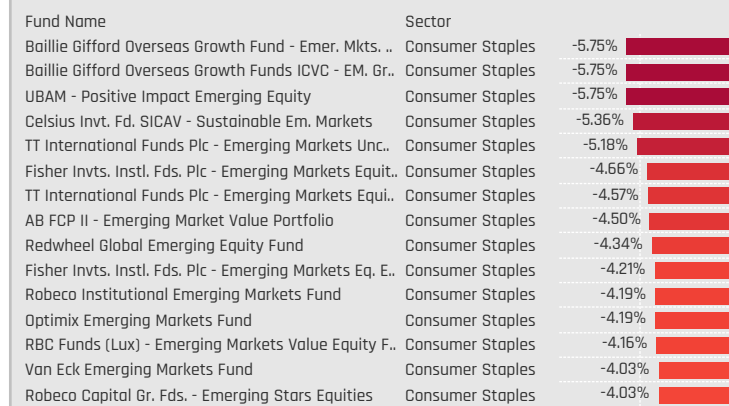 Fund Name Sector
Baillie Gifford Overseas Growth Fund - Emer. Mkts. .. Consumer Staples -5.75%
Baillie Gifford Overseas Growth Funds ICVC - EM. Gr.. Consumer Staples -5.75%
UBAM - Positive Impact Emerging Equity Consumer Staples -5.75%
Celsius Invt. Fd. SICAV - Sustainable Em. Markets Consumer Staples -5.36%
TT International Funds Plc - Emerging Markets Unc.. Consumer Staples -5.18%
Fisher Invts. Instl. Fds. Plc - Emerging Markets Equit.. Consumer Staples -4.66%
TT International Funds Plc - Emerging Markets Equi.. Consumer Staples -4.57%
AB FCP II - Emerging Market Value Portfolio Consumer Staples -4.50%
Redwheel Global Emerging Equity Fund Consumer Staples -4.34%
Fisher Invts. Instl. Fds. Plc - Emerging Markets Eq. E.. Consumer Staples -4.21%
Robeco Institutional Emerging Markets Fund Consumer Staples -4.19%
Optimix Emerging Markets Fund Consumer Staples -4.19%
RBC Funds (Lux) - Emerging Markets Value Equity F.. Consumer Staples -4.16%
Van Eck Emerging Markets Fund Consumer Staples -4.03%
Robeco Capital Gr. Fds. - Emerging Stars Equities Consumer Staples -4.03%